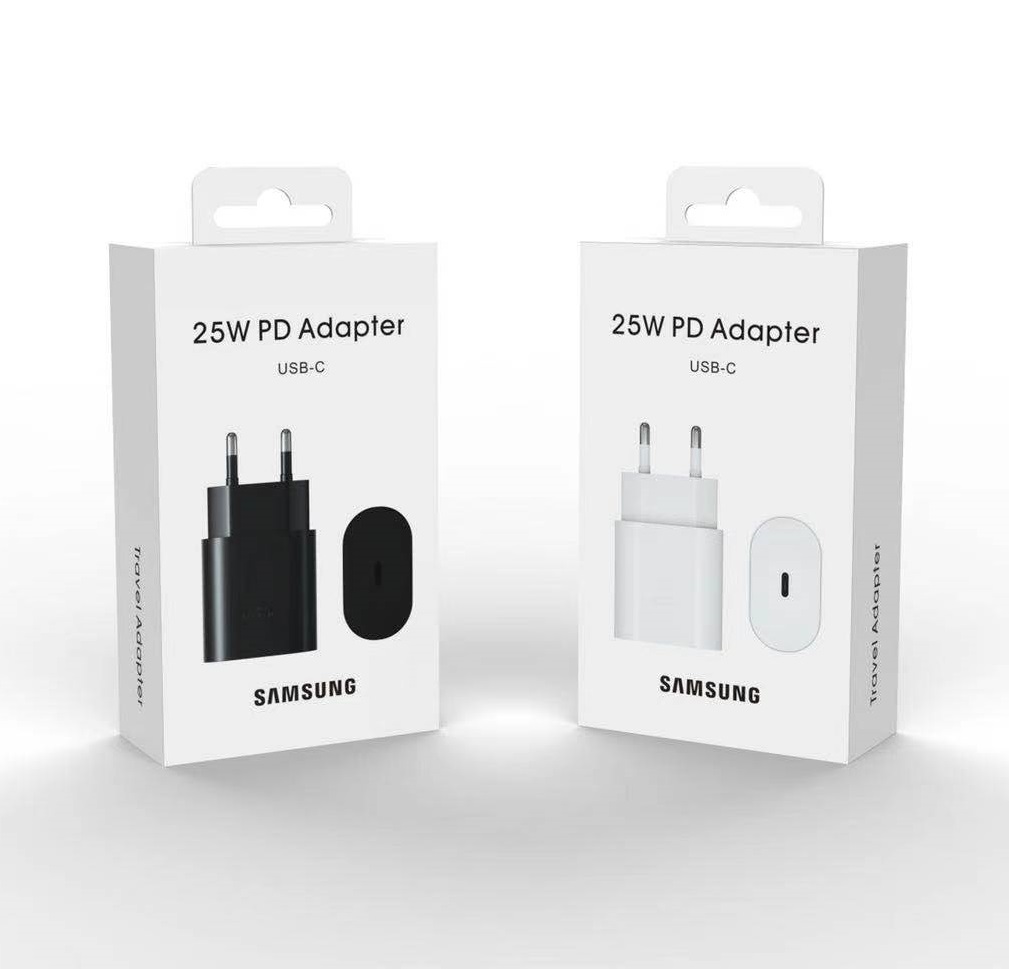 25W PD Adapter
USB-C
SAMSUNG
Travel Adapter
25W PD Adapter
USB-C
SAMSUNG
Travel Adapter